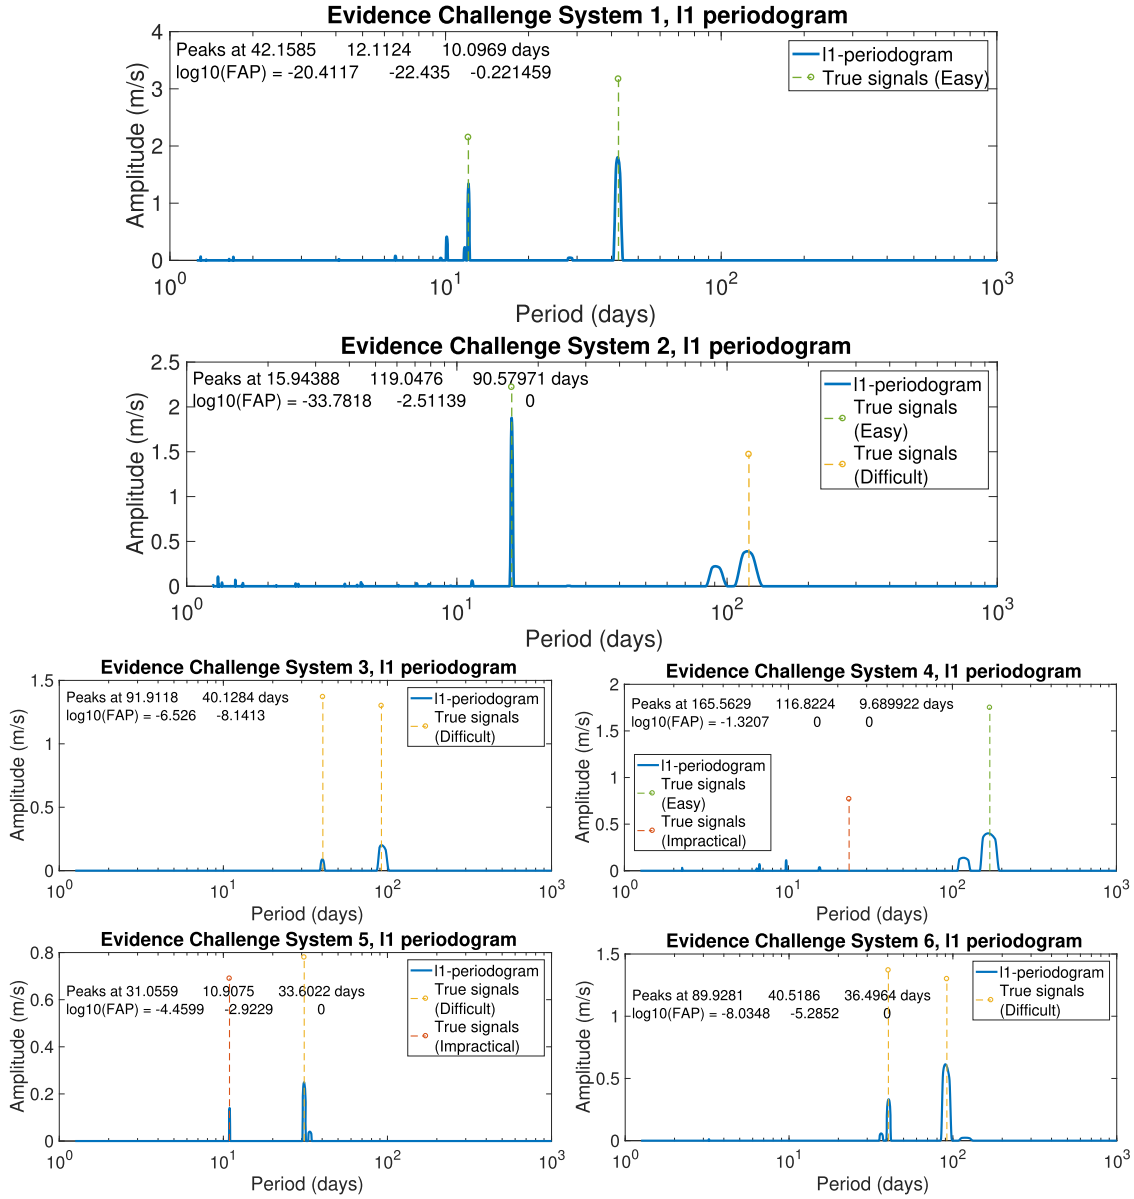 Evidence Challenge System 1, l1 periodogram
Peaks at 42.1585 12.1124 10.0969 days
log10(FAP) = -20.4117 -22.435 -0.221459
l1-periodogram
True signals (Easy)
Amplitude (m/s)
4
3
2
1
0
10^0 10^1 10^2 10^3
Period (days)
Evidence Challenge System 2, l1 periodogram
Peaks at 15.94388 119.0476 90.57971 days
log10(FAP) = -33.7818 -2.51139 0
l1-periodogram
True signals
(Easy)
True signals
(Difficult)
Amplitude (m/s)
2.5
2
1.5
1
0.5
0
10^0 10^1 10^2 10^3
Period (days)
Evidence Challenge System 3, l1 periodogram
Peaks at 91.9118 40.1284 days
log10(FAP) = -6.526 -8.1413
l1-periodogram
True signals
(Difficult)
Amplitude (m/s)
1.5
1
0.5
0
10^0 10^1 10^2 10^3
Period (days)
Evidence Challenge System 4, l1 periodogram
Peaks at 165.5629 116.8224 9.689922 days
log10(FAP) = -1.3207 0 0
l1-periodogram
True signals
(Easy)
True signals
(Impractical)
Amplitude (m/s)
2
1.5
1
0.5
0
10^0 10^1 10^2 10^3
Period (days)
Evidence Challenge System 5, l1 periodogram
Peaks at 31.0559 10.9075 33.6022 days
log10(FAP) = -4.4599 -2.9229 0
l1-periodogram
True signals
(Difficult)
True signals
(Impractical)
Amplitude (m/s)
0.8
0.6
0.4
0.2
0
10^0 10^1 10^2 10^3
Period (days)
Evidence Challenge System 6, l1 periodogram
Peaks at 89.9281 40.5186 36.4964 days
log10(FAP) = -8.0348 -5.2852 0
l1-periodogram
True signals
(Difficult)
Amplitude (m/s)
1.5
1
0.5
0
10^0 10^1 10^2 10^3
Period (days)